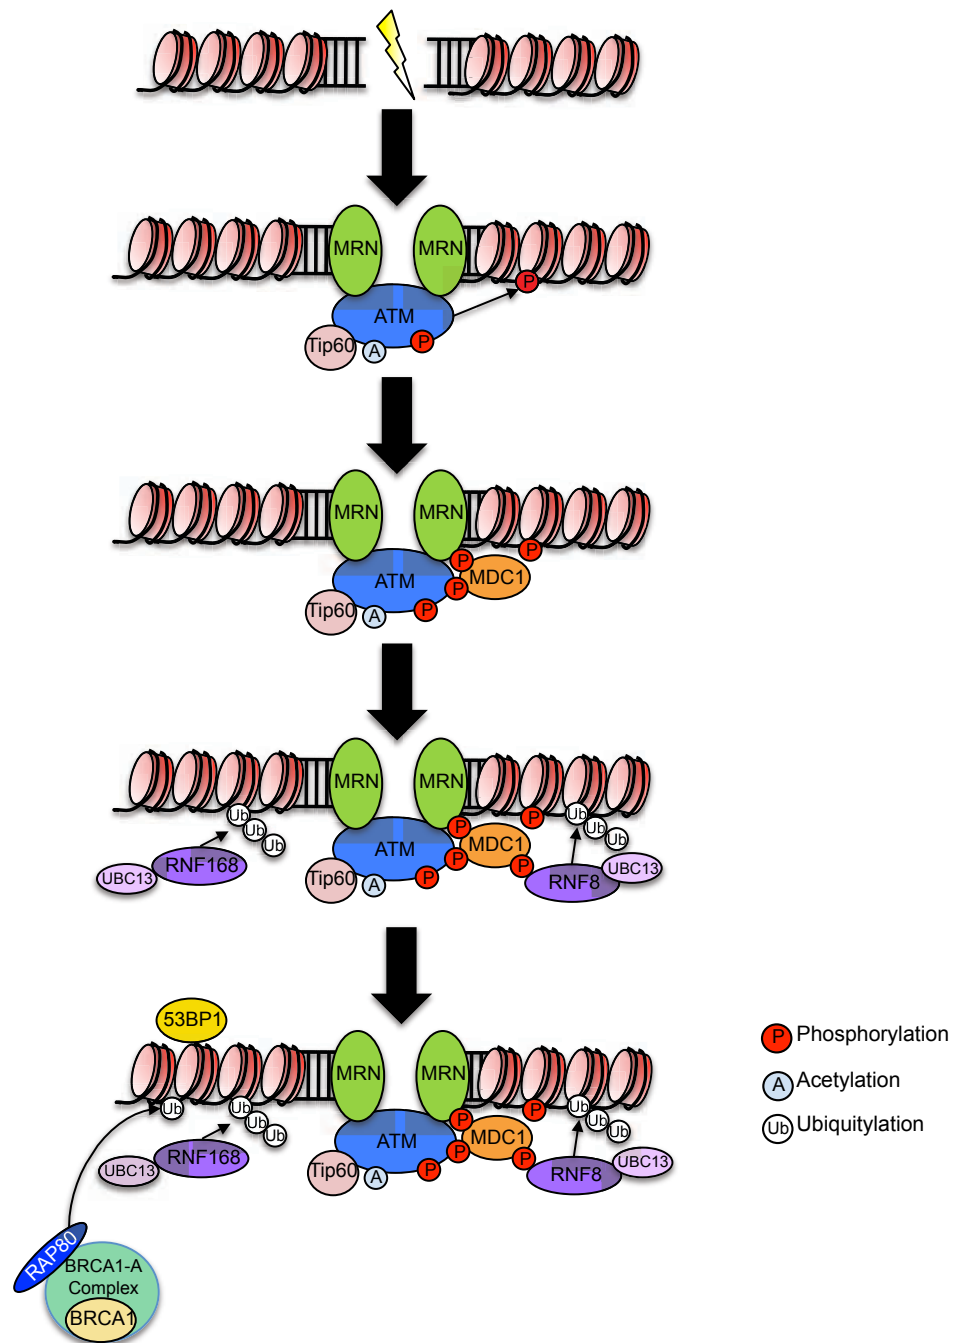 MRN
MRN
P
ATM
P
Tip60
A
MRN
MRN
P
P
MDC1
ATM
P
P
Tip60
A
MRN
MRN
Ub
Ub
Ub
P
Ub
Ub
Ub
P
MDC1
ATM
P
P
P
RNF168
UBC13
Tip60
A
RNF8
UBC13
53BP1
MRN
MRN
Ub
Ub
Ub
Ub
P
Ub
Ub
Ub
P
MDC1
ATM
P
P
P
RNF168
UBC13
Tip60
A
RNF8
UBC13
P Phosphorylation
A Acetylation
Ub Ubiquitylation
RAP80
BRCA1-A
Complex
BRCA1